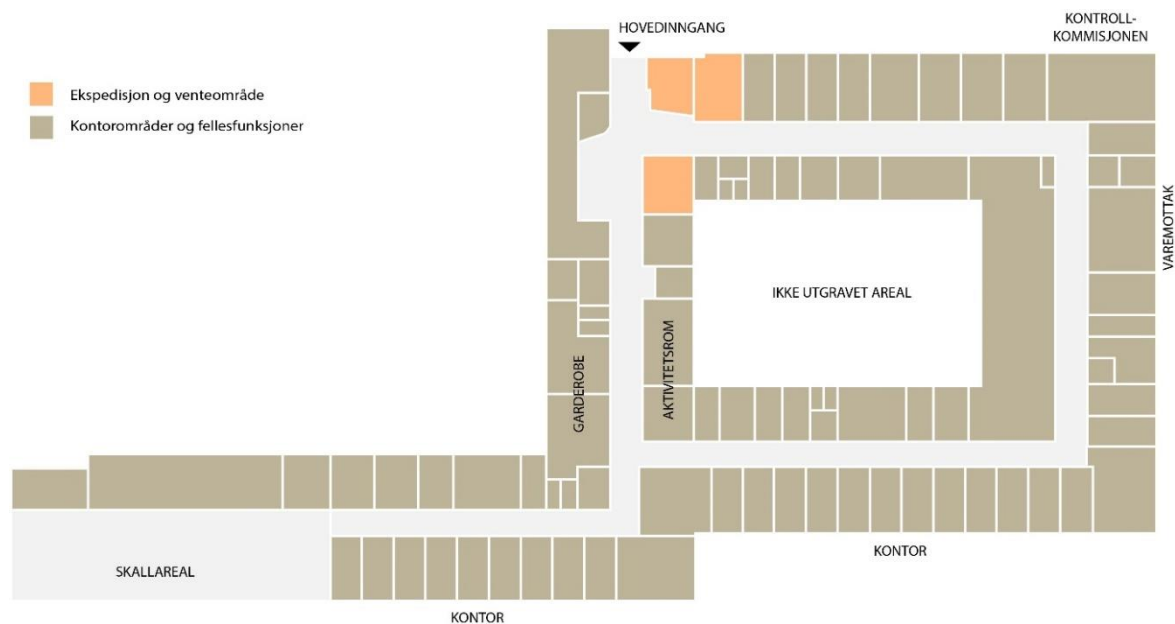 HOVEDINNGANG
KONTROLL-
KOMMISJONEN
Ekspedisjon og venteområde
Kontorområder og fellesfunksjoner
VAREMOTTAK
IKKE UTGRAVET AREAL
GARDEROBE
AKTIVITETSROM
SKALLAREAL
KONTOR
KONTOR